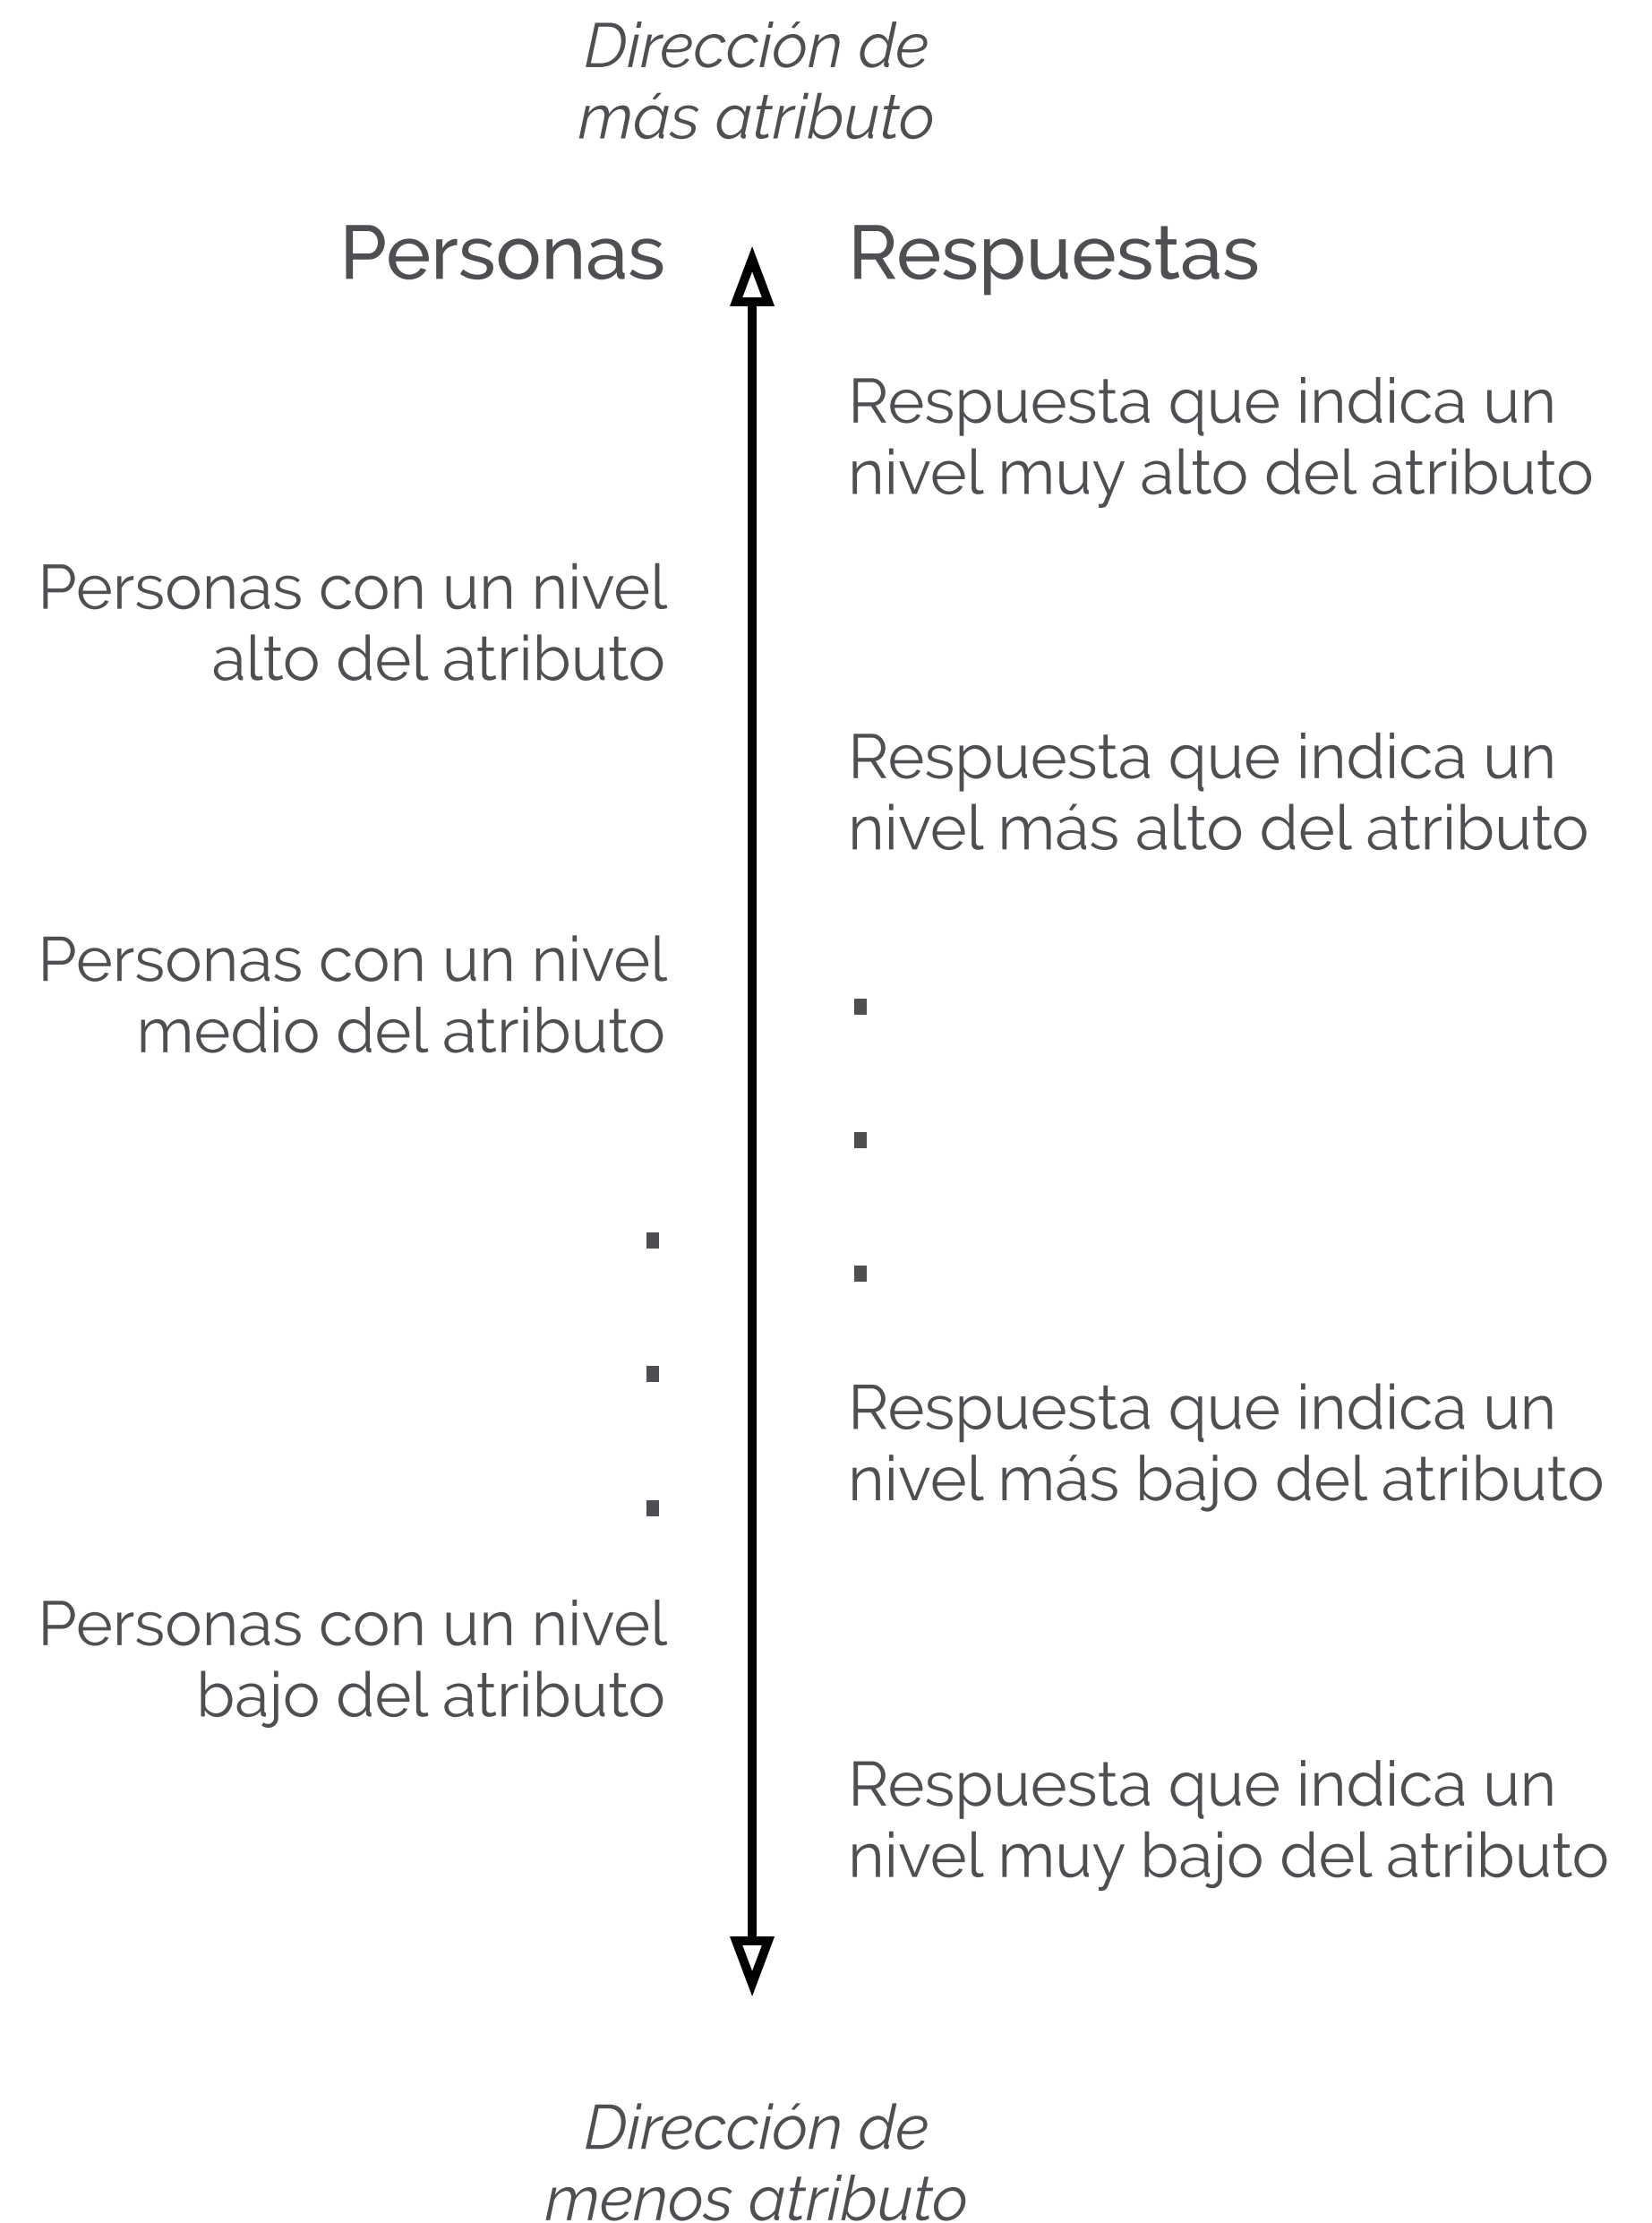 Dirección de
más atributo
Personas
Respuestas
Respuesta que indica un
nivel muy alto del atributo
Personas con un nivel
alto del atributo
Respuesta que indica un
nivel más alto del atributo
Personas con un nivel
medio del atributo
Respuesta que indica un
nivel más bajo del atributo
Personas con un nivel
bajo del atributo
Respuesta que indica un
nivel muy bajo del atributo
Dirección de
menos atributo